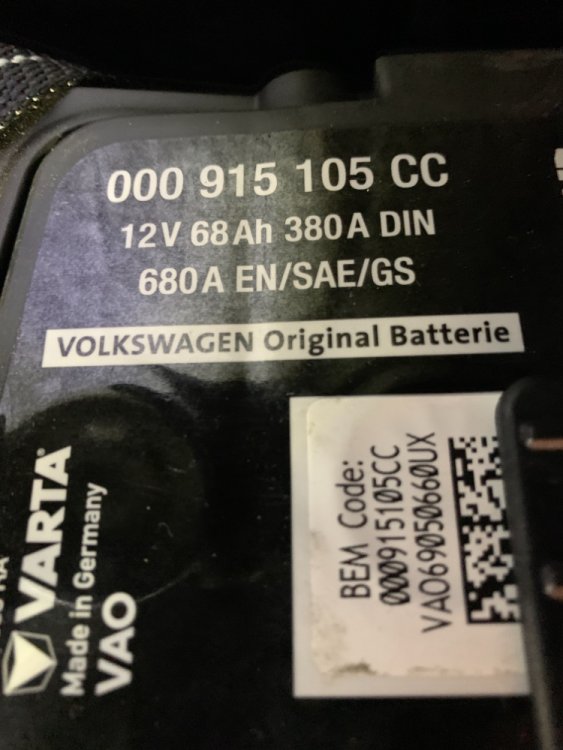 000 915 105 CC
12V 68Ah 380A DIN
680A EN/SAE/GS
VOLKSWAGEN Original Batterie
BEM Code:
000915105CC
VAO69050660UX
VARTA
Made in Germany
VAO